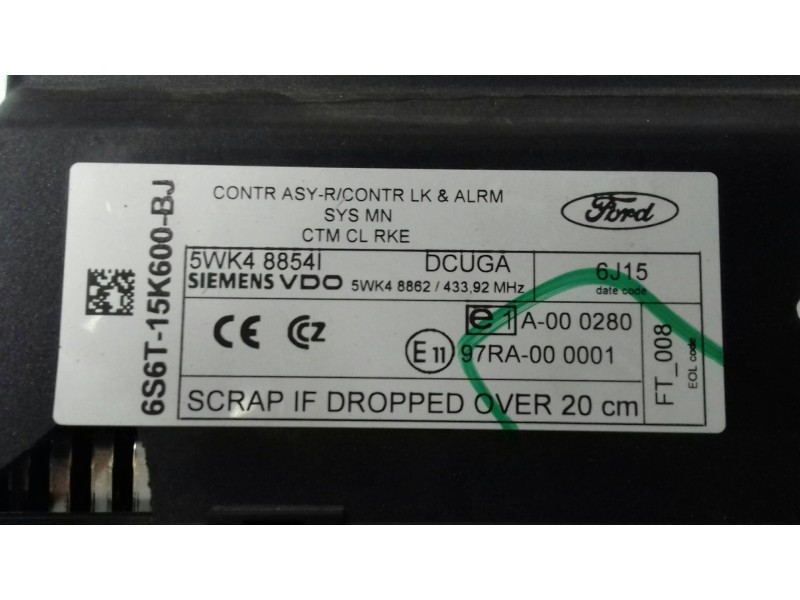 6S6T-15K600-BJ
CONTR ASY-R/CONTR LK & ALRM
SYS MN
CTM CL RKE
Ford
5WK4 8854I DCUGA
SIEMENS VDO 5WK4 8862 / 433,92 MHz
6J15
date code
CE CCZ
e1 A-00 0280
E11 97RA-00 0001
FT_008
EOL code
SCRAP IF DROPPED OVER 20 cm